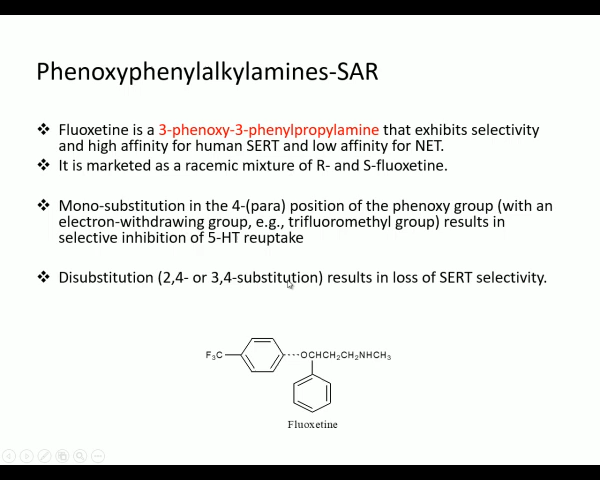 Phenoxyphenylalkylamines-SAR
❖ Fluoxetine is a 3-phenoxy-3-phenylpropylamine that exhibits selectivity
and high affinity for human SERT and low affinity for NET.
❖ It is marketed as a racemic mixture of R- and S-fluoxetine.
❖ Mono-substitution in the 4-(para) position of the phenoxy group (with an
electron-withdrawing group, e.g., trifluoromethyl group) results in
selective inhibition of 5-HT reuptake
❖ Disubstitution (2,4- or 3,4-substitution) results in loss of SERT selectivity.
F₃C OCHCH₂CH₂NHCH₃
Fluoxetine